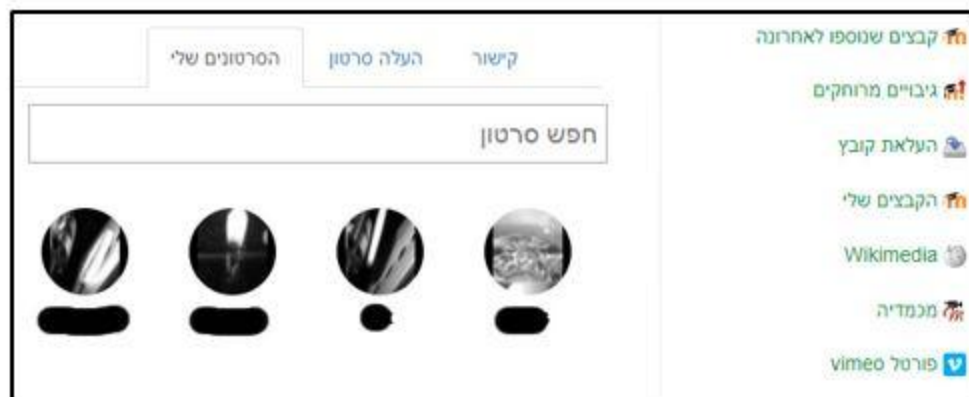 קבצים שנוספו לאחרונה
גיבויים מרוחקים
העלאת קובץ
הקבצים שלי
Wikimedia
מכמדיה
פורטל vimeo
קישור
העלה סרטון
הסרטונים שלי
חפש סרטון